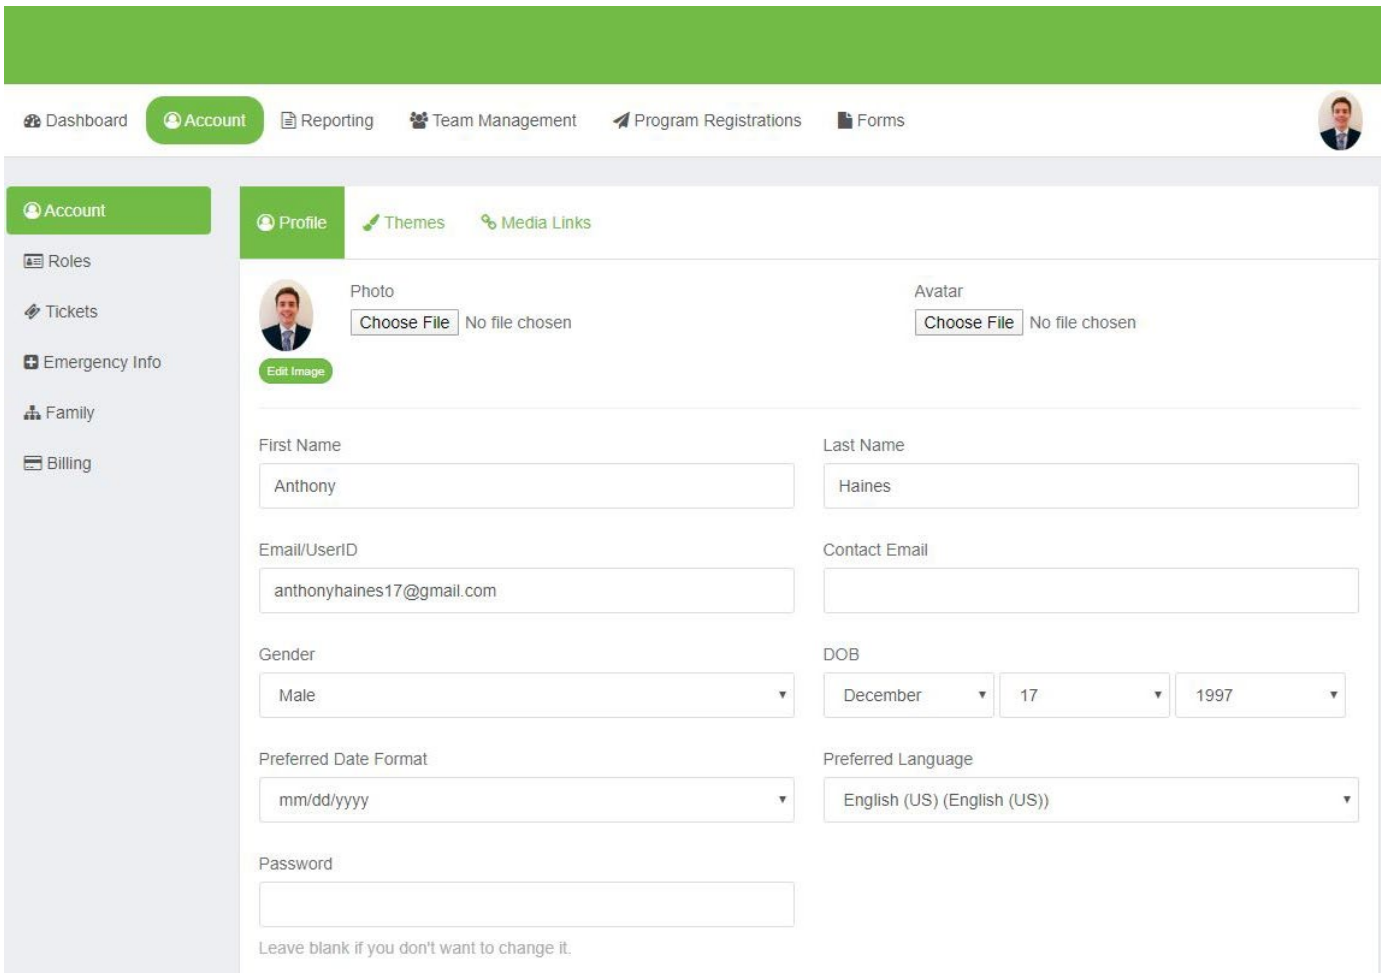 Dashboard Account Reporting Team Management Program Registrations Forms
Account
Roles
Tickets
Emergency Info
Family
Billing
Profile Themes Media Links
Photo Avatar
Choose File No file chosen Choose File No file chosen
Edit Image
First Name Last Name
Anthony Haines
Email/UserID Contact Email
anthonyhaines17@gmail.com
Gender DOB
Male December 17 1997
Preferred Date Format Preferred Language
mm/dd/yyyy English (US) (English (US))
Password
Leave blank if you don't want to change it.